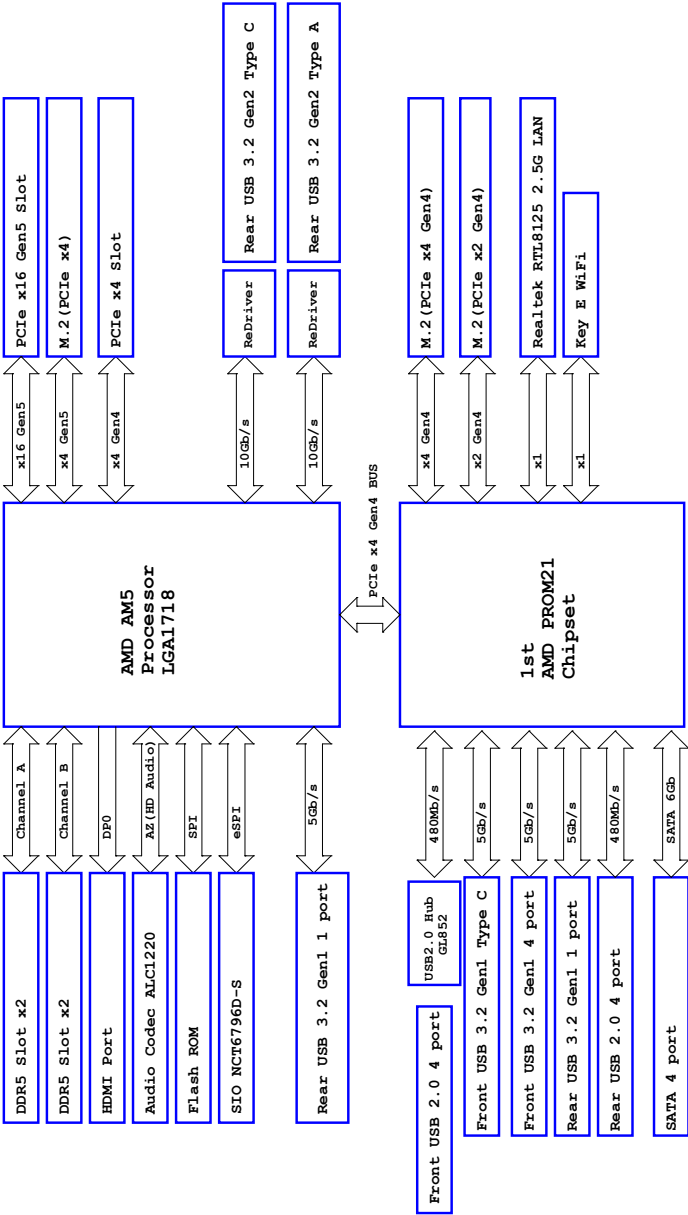 DDR5 Slot x2
Channel A
x16 Gen5
PCIe x16 Gen5 Slot
DDR5 Slot x2
Channel B
x4 Gen5
M.2(PCIe x4)
HDMI Port
DP0
x4 Gen4
PCIe x4 Slot
Audio Codec ALC1220
AZ(HD Audio)
AMD AM5
Processor
LGA1718
Flash ROM
SPI
SIO NCT6796D-S
eSPI
10Gb/s
ReDriver
Rear USB 3.2 Gen2 Type C
Rear USB 3.2 Gen1 1 port
5Gb/s
10Gb/s
ReDriver
Rear USB 3.2 Gen2 Type A
PCIe x4 Gen4 BUS
Front USB 2.0 4 port
USB2.0 Hub
GL852
480Mb/s
x4 Gen4
M.2(PCIe x4 Gen4)
Front USB 3.2 Gen1 Type C
5Gb/s
x2 Gen4
M.2(PCIe x2 Gen4)
Front USB 3.2 Gen1 4 port
5Gb/s
1st
AMD PROM21
Chipset
x1
Realtek RTL8125 2.5G LAN
Rear USB 3.2 Gen1 1 port
5Gb/s
x1
Key E WiFi
Rear USB 2.0 4 port
480Mb/s
SATA 4 port
SATA 6Gb